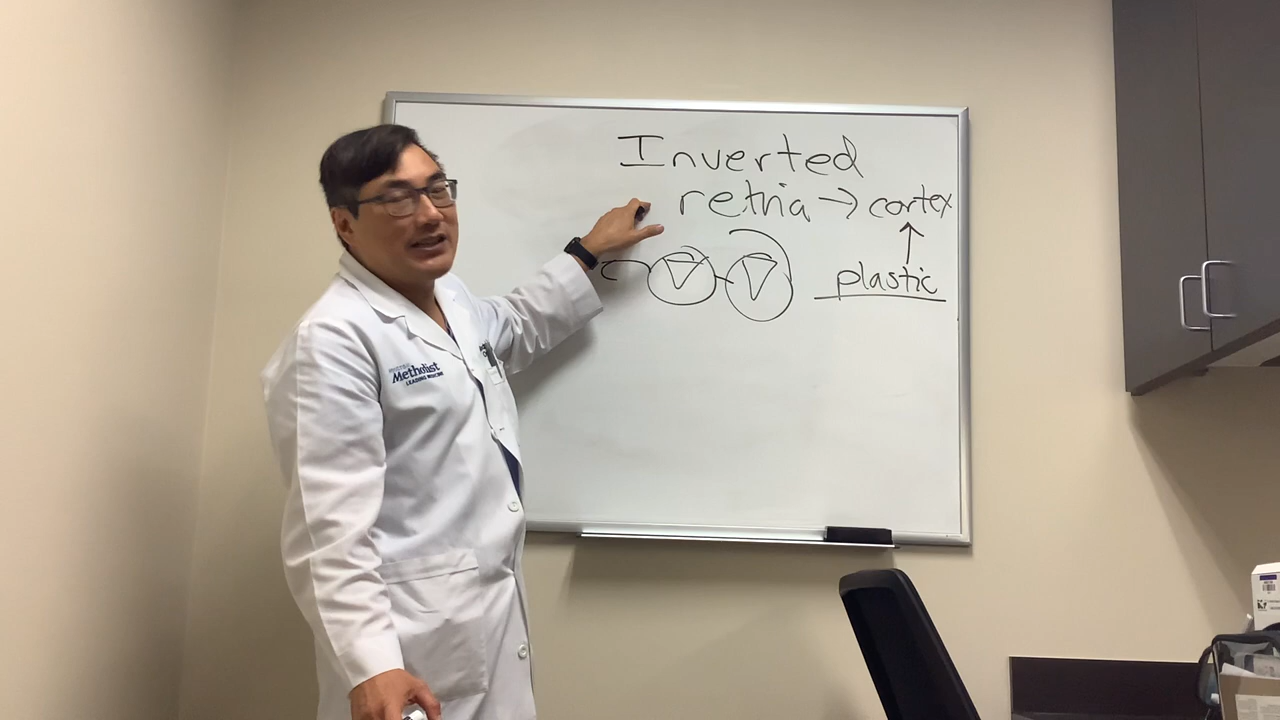 Inverted
retina → cortex
↑
plastic
Methodist
LEADING MEDICINE